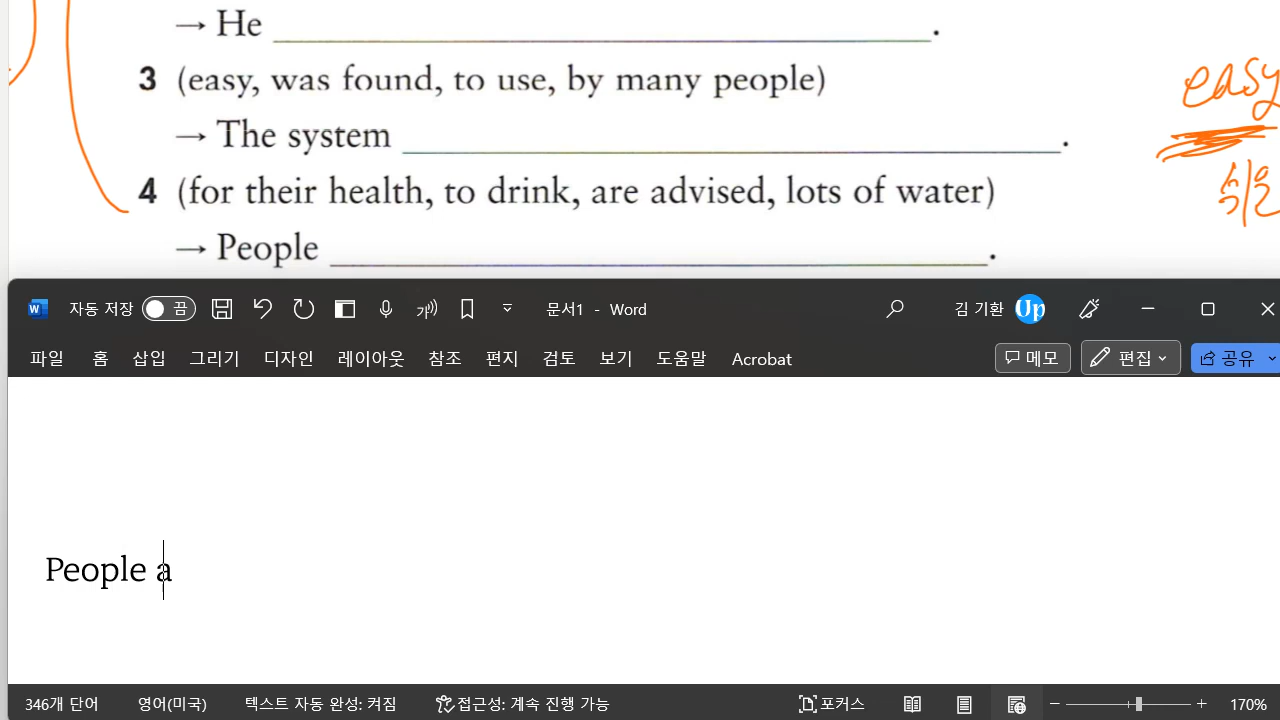 → He ____________.
3 (easy, was found, to use, by many people)
→ The system ____________.
4 (for their health, to drink, are advised, lots of water)
→ People ____________.
easy
자동 저장 끔 가 문서1 - Word 김 기환 Up
파일 홈 삽입 그리기 디자인 레이아웃 참조 편지 검토 보기 도움말 Acrobat 메모 편집 공유
People a
346개 단어 영어(미국) 텍스트 자동 완성: 켜짐 접근성: 계속 진행 가능 포커스 170%